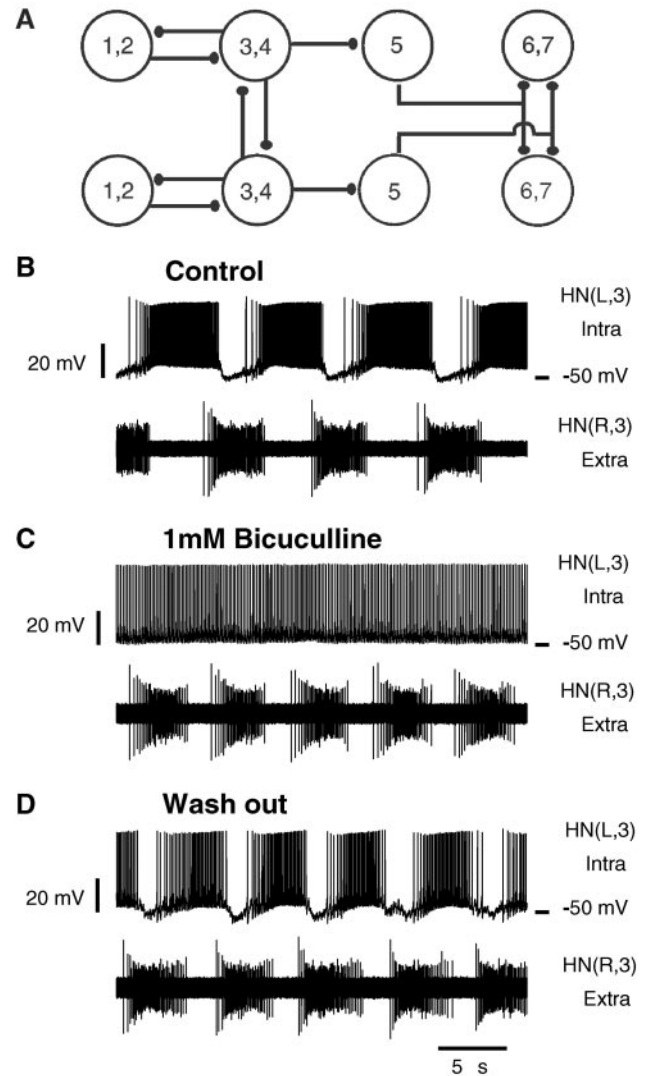 A
1,2 3,4 5 6,7
1,2 3,4 5 6,7
B
Control
HN(L,3)
Intra
20 mV
-50 mV
HN(R,3)
Extra
C
1mM Bicuculline
HN(L,3)
Intra
20 mV
-50 mV
HN(R,3)
Extra
D
Wash out
HN(L,3)
Intra
20 mV
-50 mV
HN(R,3)
Extra
5 s